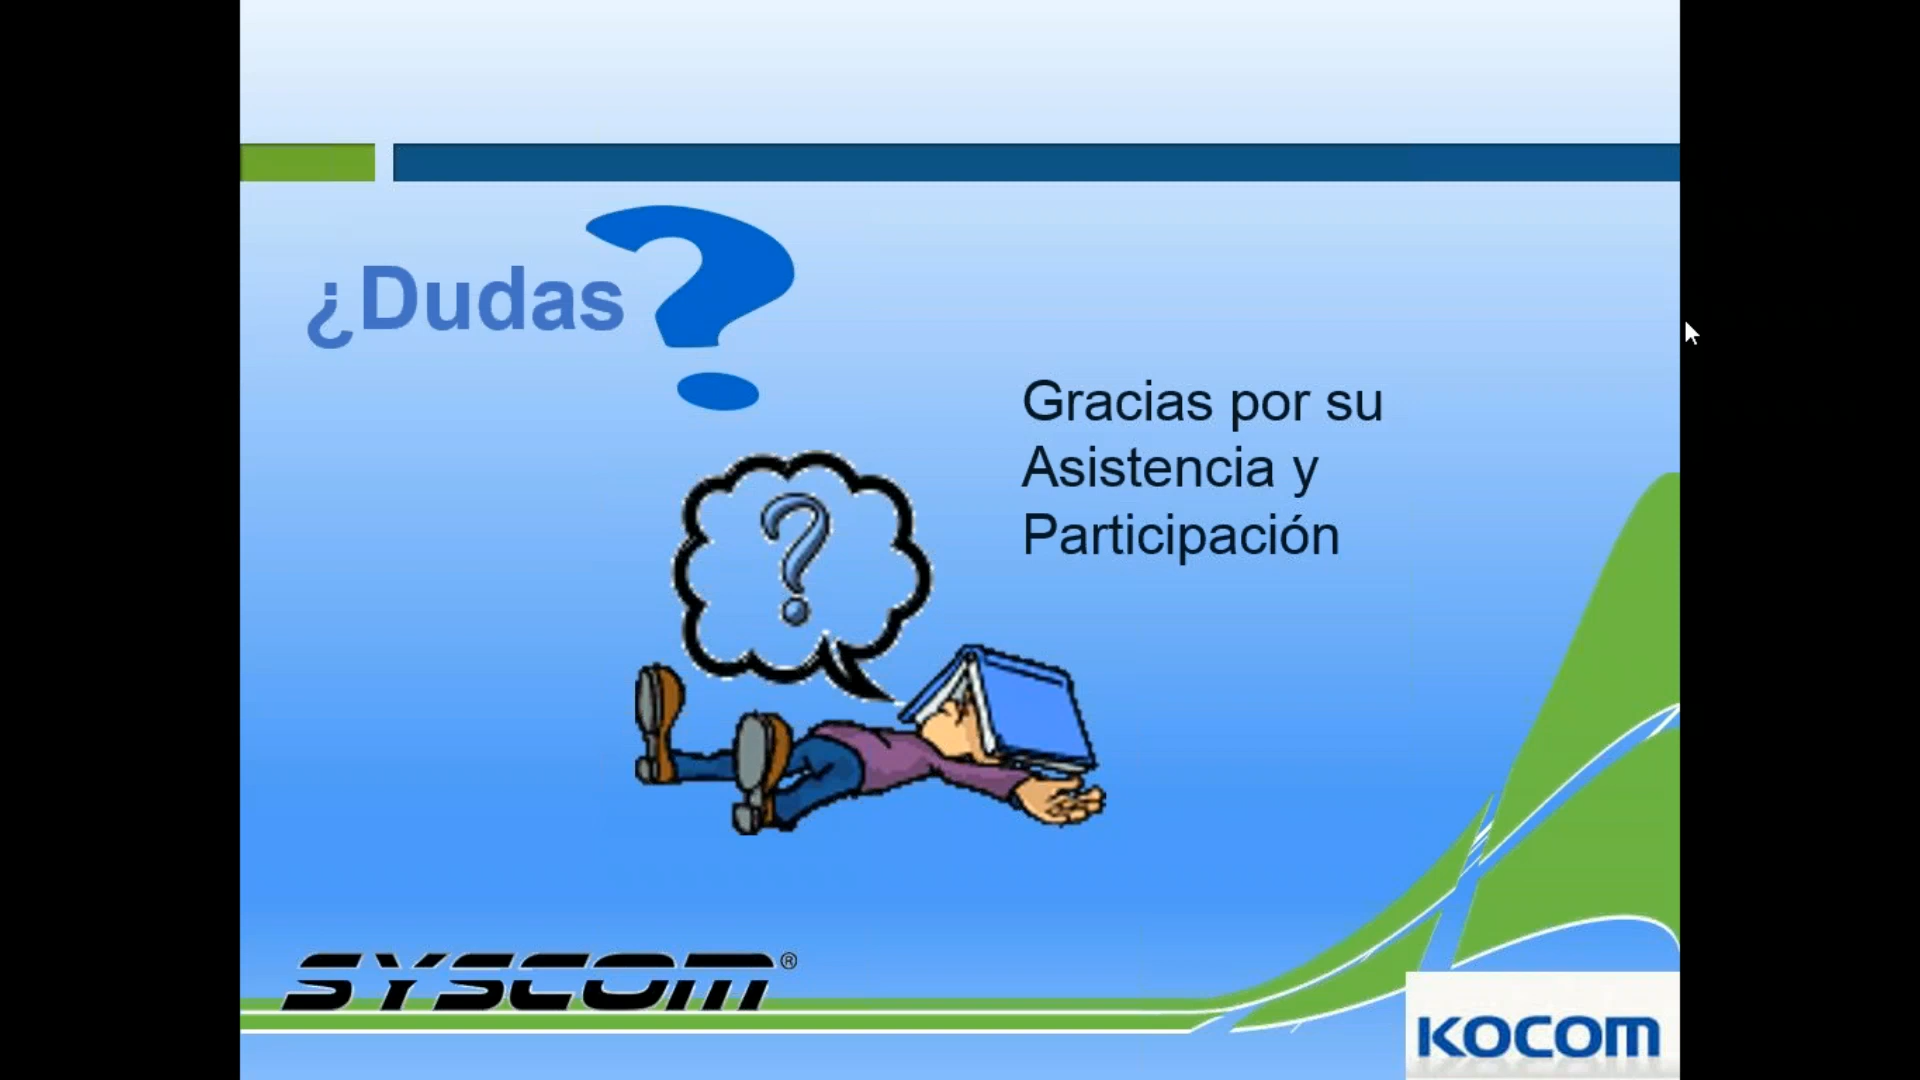 ¿Dudas?
Gracias por su
Asistencia y
Participación
?
SYSCOM®
KOCOM